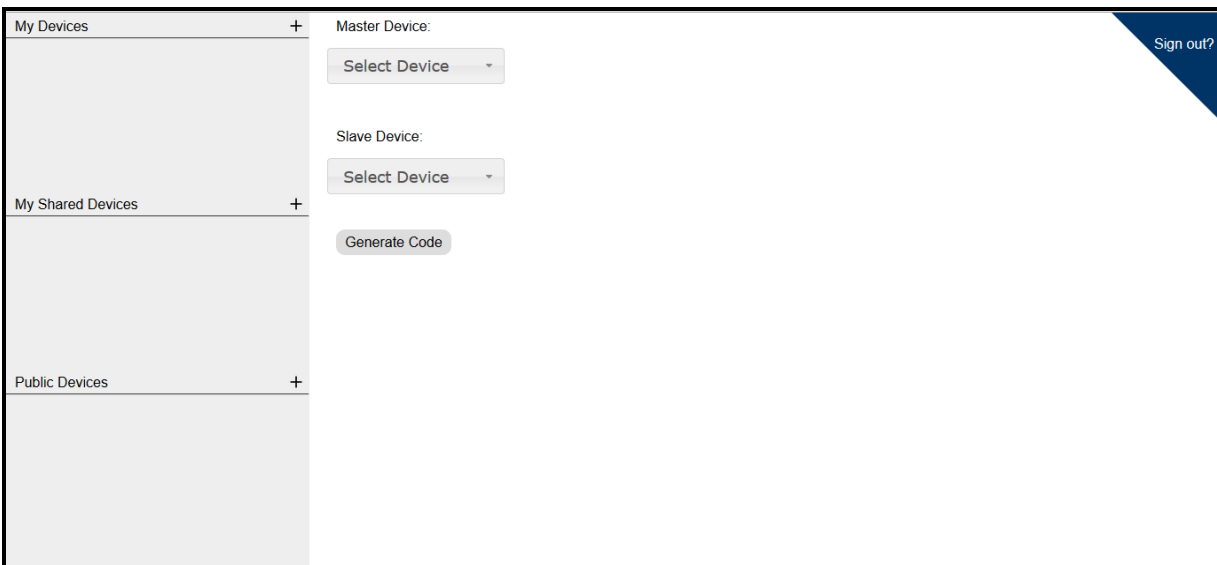 My Devices +
My Shared Devices +
Public Devices +
Master Device:
Select Device
Slave Device:
Select Device
Generate Code
Sign out?